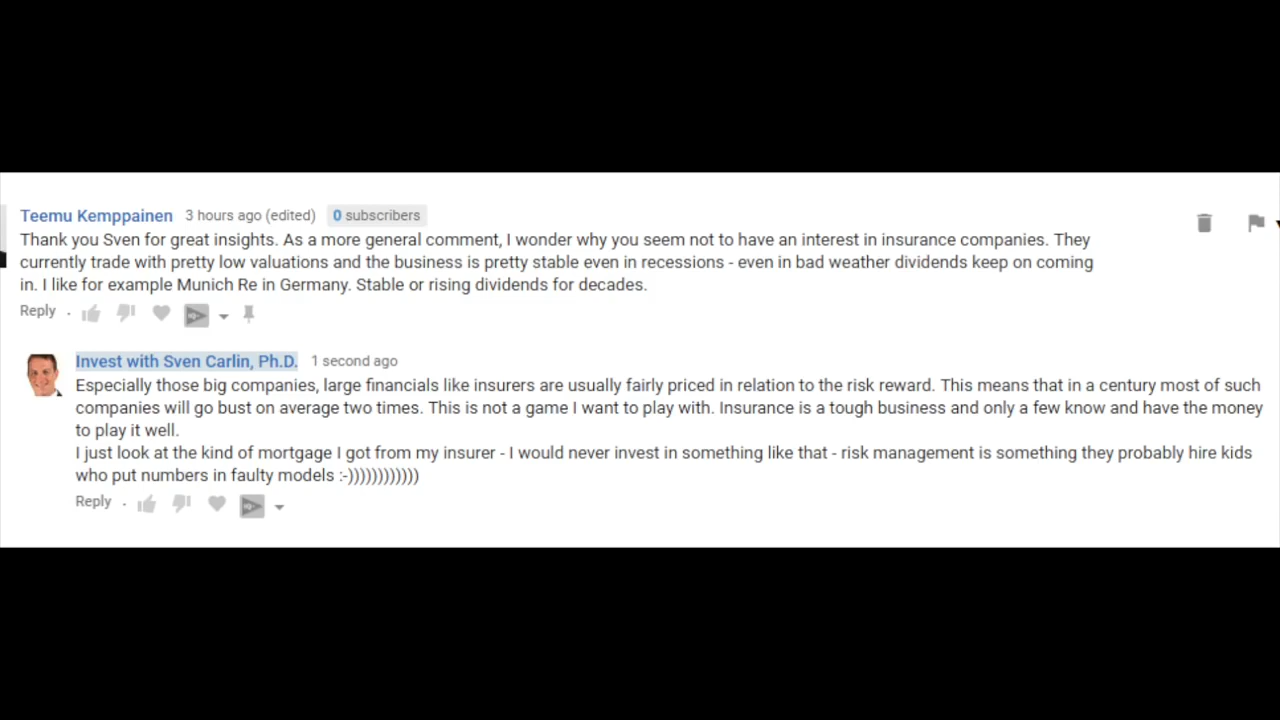 Teemu Kemppainen 3 hours ago (edited) 0 subscribers
Thank you Sven for great insights. As a more general comment, I wonder why you seem not to have an interest in insurance companies. They
currently trade with pretty low valuations and the business is pretty stable even in recessions - even in bad weather dividends keep on coming
in. I like for example Munich Re in Germany. Stable or rising dividends for decades.
Reply
Invest with Sven Carlin, Ph.D. 1 second ago
Especially those big companies, large financials like insurers are usually fairly priced in relation to the risk reward. This means that in a century most of such
companies will go bust on average two times. This is not a game I want to play with. Insurance is a tough business and only a few know and have the money
to play it well.
I just look at the kind of mortgage I got from my insurer - I would never invest in something like that - risk management is something they probably hire kids
who put numbers in faulty models :-))))))))))))
Reply